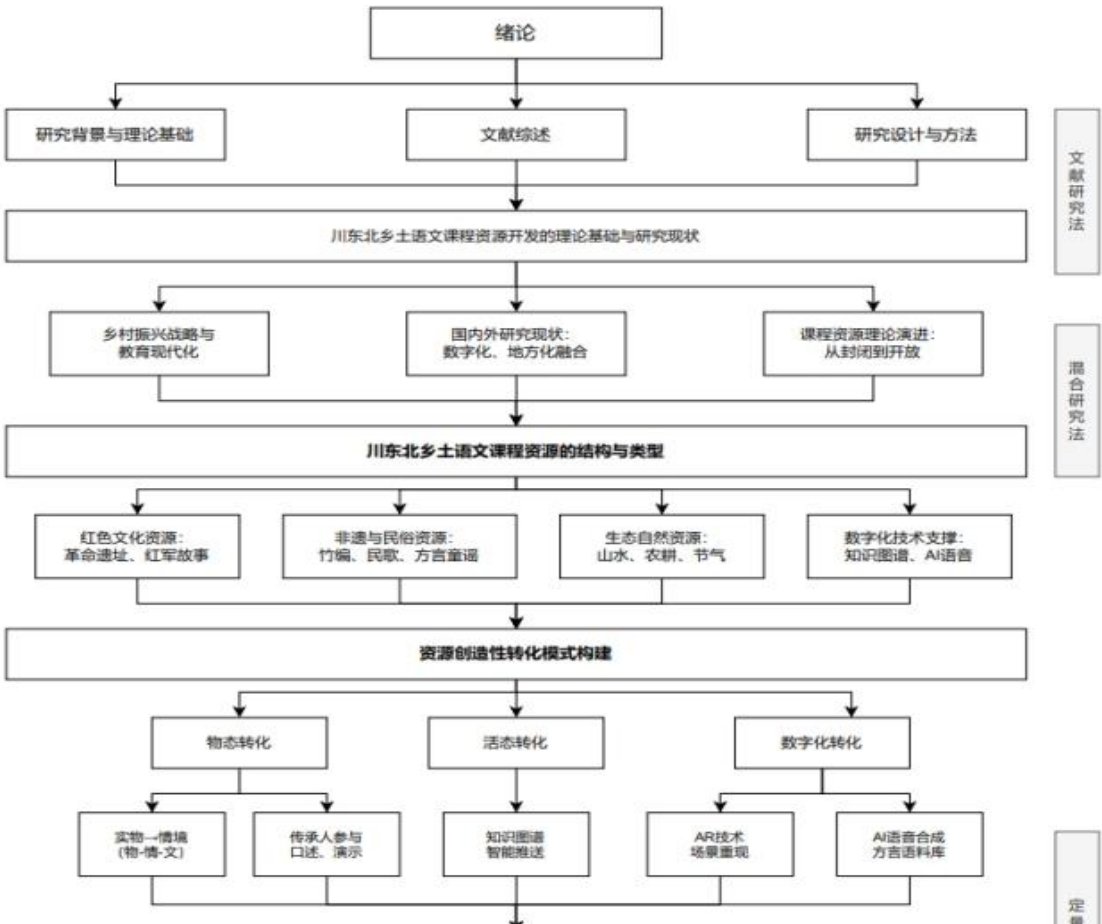 绪论
研究背景与理论基础
文献综述
研究设计与方法
文献研究法
川东北乡土语文课程资源开发的理论基础与研究现状
乡村振兴战略与
教育现代化
国内外研究现状：
数字化、地方化融合
课程资源理论演进：
从封闭到开放
混合研究法
川东北乡土语文课程资源的结构与类型
红色文化资源：
革命遗址、红军故事
非遗与民俗资源：
竹编、民歌、方言童谣
生态自然资源：
山水、农耕、节气
数字化技术支撑：
知识图谱、AI语音
资源创造性转化模式构建
物态转化
活态转化
数字化转化
实物→情境
(物-情-文)
传承人参与
口述、演示
知识图谱
智能推送
AR技术
场景重现
AI语音合成
方言语料库
定